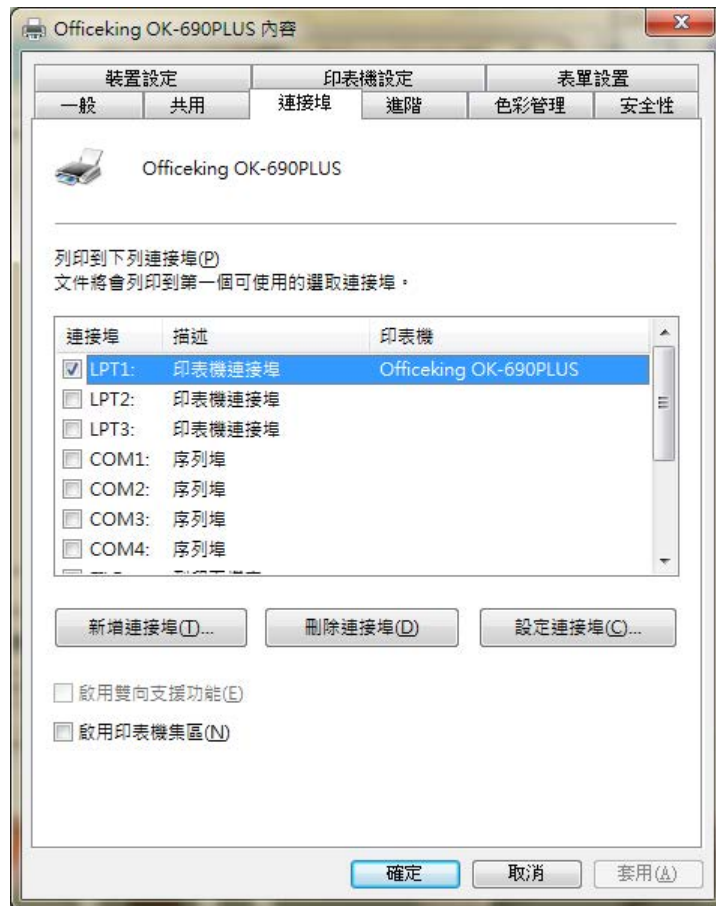 Officeking OK-690PLUS 內容
裝置設定 印表機設定 表單設置
一般 共用 連接埠 進階 色彩管理 安全性
Officeking OK-690PLUS
列印到下列連接埠(P)
文件將會列印到第一個可使用的選取連接埠。
連接埠 描述 印表機
LPT1: 印表機連接埠 Officeking OK-690PLUS
LPT2: 印表機連接埠
LPT3: 印表機連接埠
COM1: 序列埠
COM2: 序列埠
COM3: 序列埠
COM4: 序列埠
新增連接埠(T)... 刪除連接埠(D) 設定連接埠(C)...
啟用雙向支援功能(E)
啟用印表機集區(N)
確定 取消 套用(A)